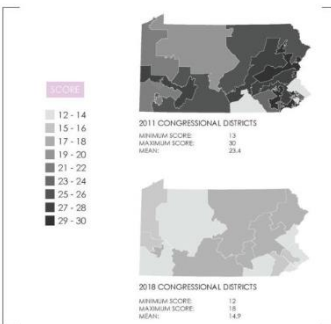 SCORE
12 - 14
15 - 16
17 - 18
19 - 20
21 - 22
23 - 24
25 - 26
27 - 28
29 - 30
2011 CONGRESSIONAL DISTRICTS
MINIMUM SCORE: 13
MAXIMUM SCORE: 30
MEAN: 23.4
2018 CONGRESSIONAL DISTRICTS
MINIMUM SCORE: 12
MAXIMUM SCORE: 18
MEAN: 14.9